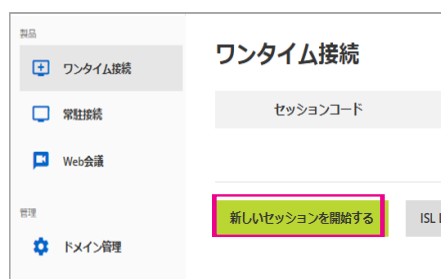 製品
ワンタイム接続
常駐接続
Web会議
管理
ドメイン管理
ワンタイム接続
セッションコード
新しいセッションを開始する
ISL